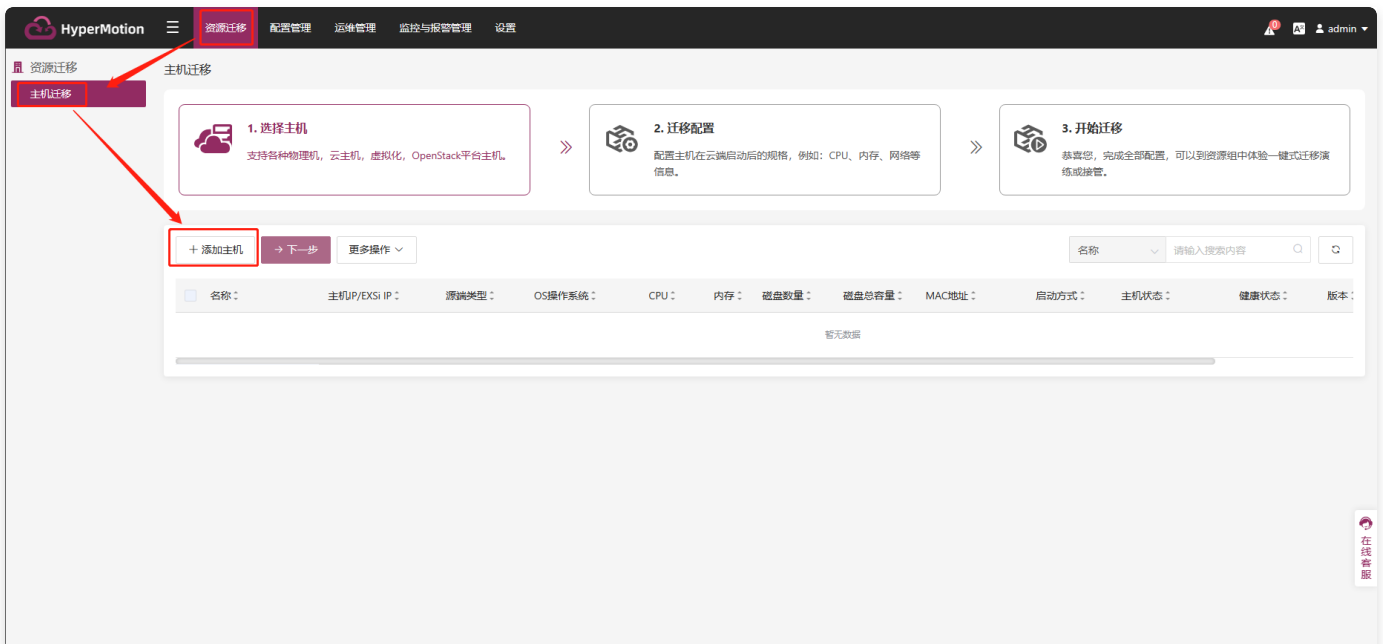 HyperMotion 资源迁移 配置管理 运维管理 监控与报警管理 设置 0 admin
资源迁移
主机迁移
主机迁移
1. 选择主机
支持各种物理机，云主机，虚拟化，OpenStack平台主机。
2. 迁移配置
配置主机在云端启动后的规格，例如：CPU、内存、网络等
信息。
3. 开始迁移
恭喜您，完成全部配置，可以到资源组中体验一键式迁移演
练或接管。
添加主机 下一步 更多操作 名称 请输入搜索内容
名称 主机IP/EXSi IP 源端类型 OS操作系统 CPU 内存 磁盘数量 磁盘总容量 MAC地址 启动方式 主机状态 健康状态 版本
暂无数据
在线客服